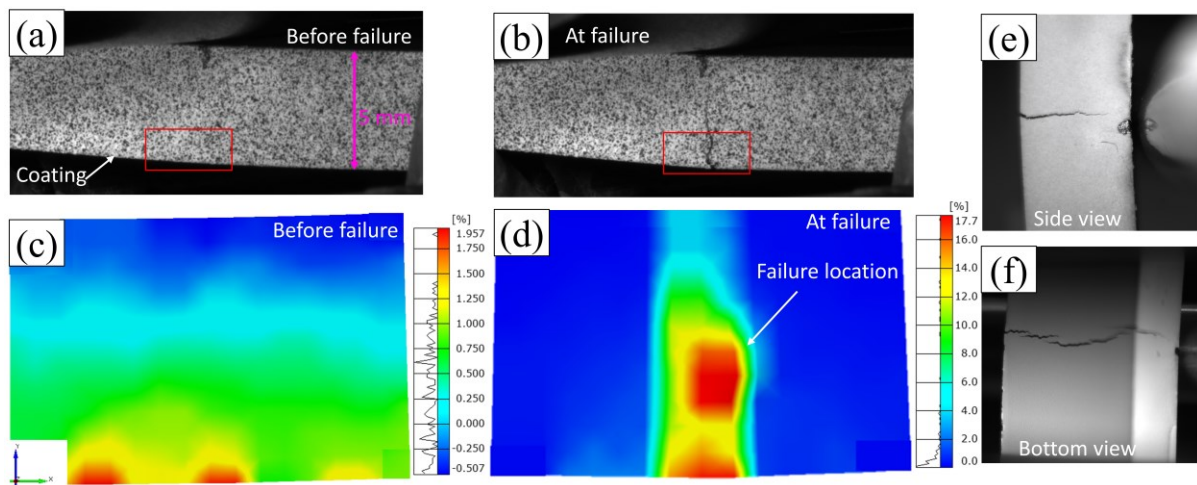 (a)
Before failure
5 mm
Coating
(b)
At failure
(e)
Side view
(c)
Before failure
[%]
1.957
1.750
1.500
1.250
1.000
0.750
0.500
0.250
0.000
-0.250
-0.507
Y
X
(d)
At failure
Failure location
[%]
17.7
16.0
14.0
12.0
10.0
8.0
6.0
4.0
2.0
0.0
(f)
Bottom view